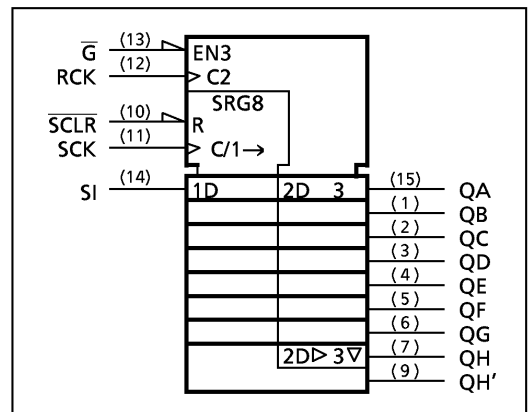 G̅ (13) EN3
RCK (12) C2
SRG8
S̅C̅L̅R̅ (10) R
SCK (11) C/1→
SI (14) 1D 2D 3 (15) QA
(1) QB
(2) QC
(3) QD
(4) QE
(5) QF
(6) QG
2D▷ 3▽ (7) QH
(9) QH’